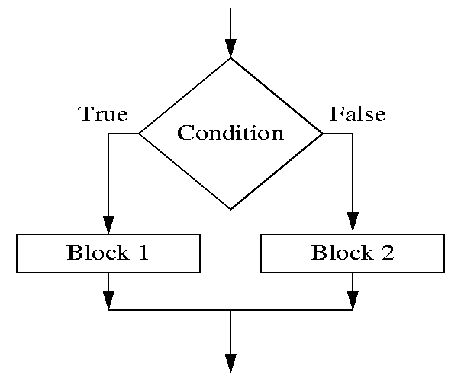 True
False
Condition
Block 1
Block 2